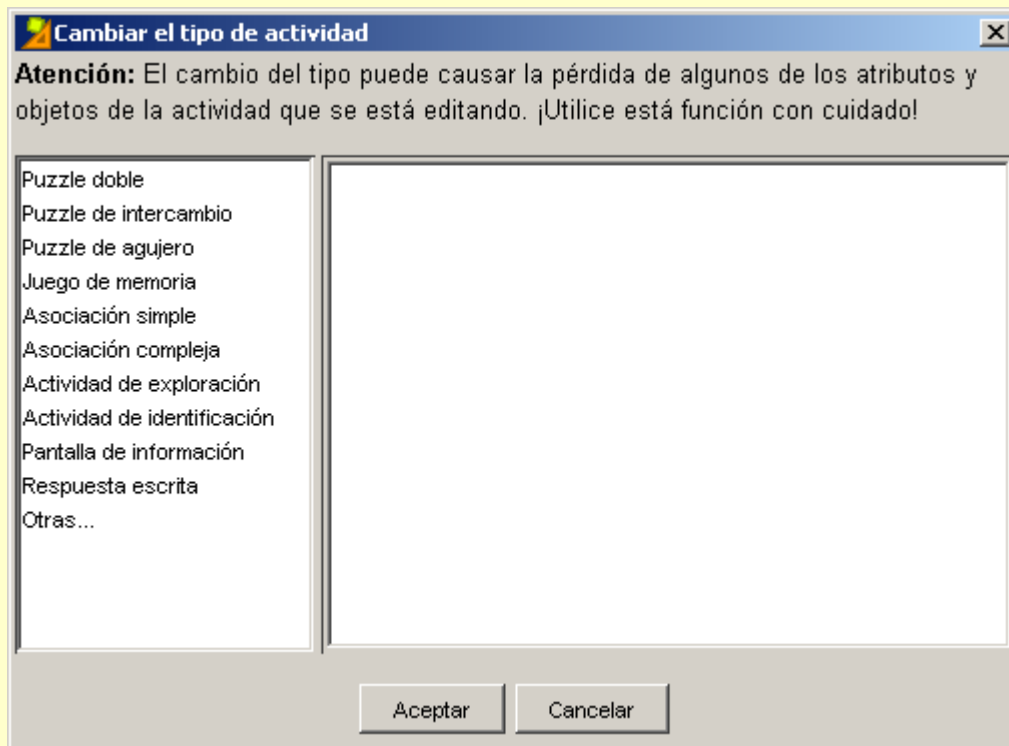 Cambiar el tipo de actividad
Atención: El cambio del tipo puede causar la pérdida de algunos de los atributos y
objetos de la actividad que se está editando. ¡Utilice está función con cuidado!
Puzzle doble
Puzzle de intercambio
Puzzle de agujero
Juego de memoria
Asociación simple
Asociación compleja
Actividad de exploración
Actividad de identificación
Pantalla de información
Respuesta escrita
Otras...
Aceptar
Cancelar